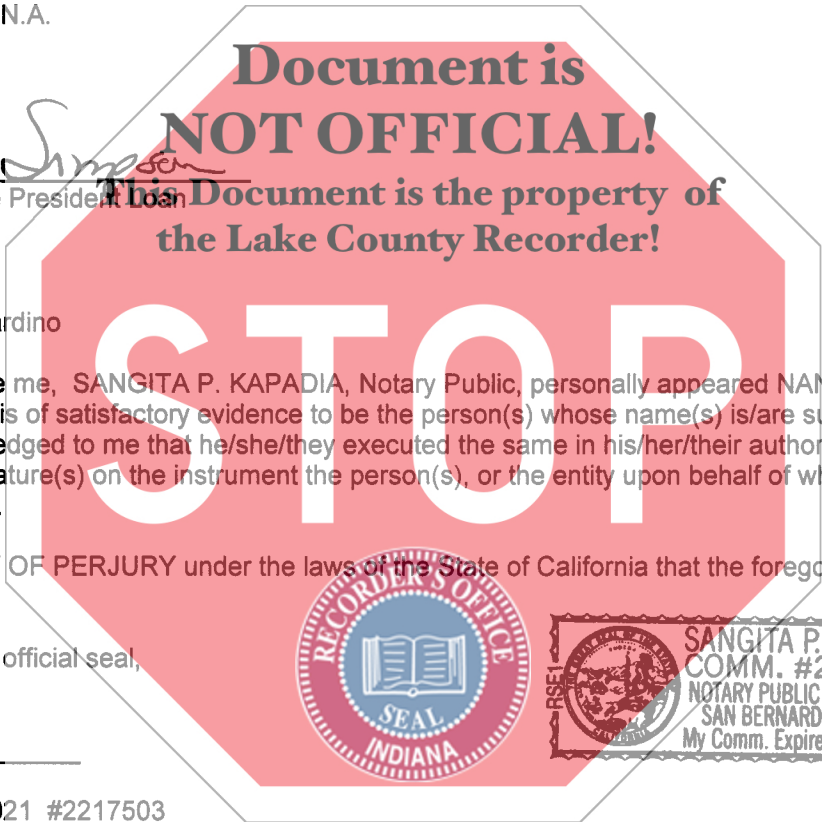 N.A.
Document is
NOT OFFICIAL!
This Document is the property of
President Loan
the Lake County Recorder!
STOP
rdino
me, SANGITA P. KAPADIA, Notary Public, personally appeared NAN
is of satisfactory evidence to be the person(s) whose name(s) is/are su
edged to me that he/she/they executed the same in his/her/their author
ature(s) on the instrument the person(s), or the entity upon behalf of wh
OF PERJURY under the laws of the State of California that the forego
RECORDER'S OFFICE
SEAL
INDIANA
official seal,
RSE1
SANGITA P.
COMM. #2
NOTARY PUBLIC
SAN BERNARD
My Comm. Expire
021 #2217503